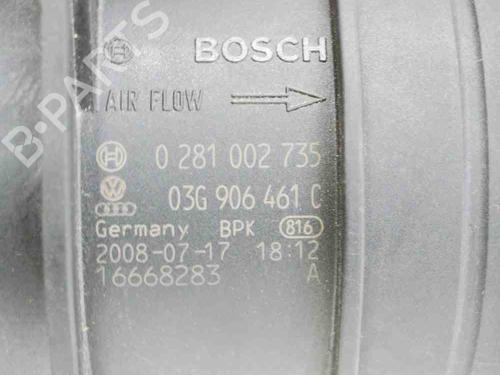 BOSCH
AIR FLOW
0 281 002 735
03G 906 461 C
Germany BPK 816
2008-07-17 18:12
16668283 A
B-PARTS